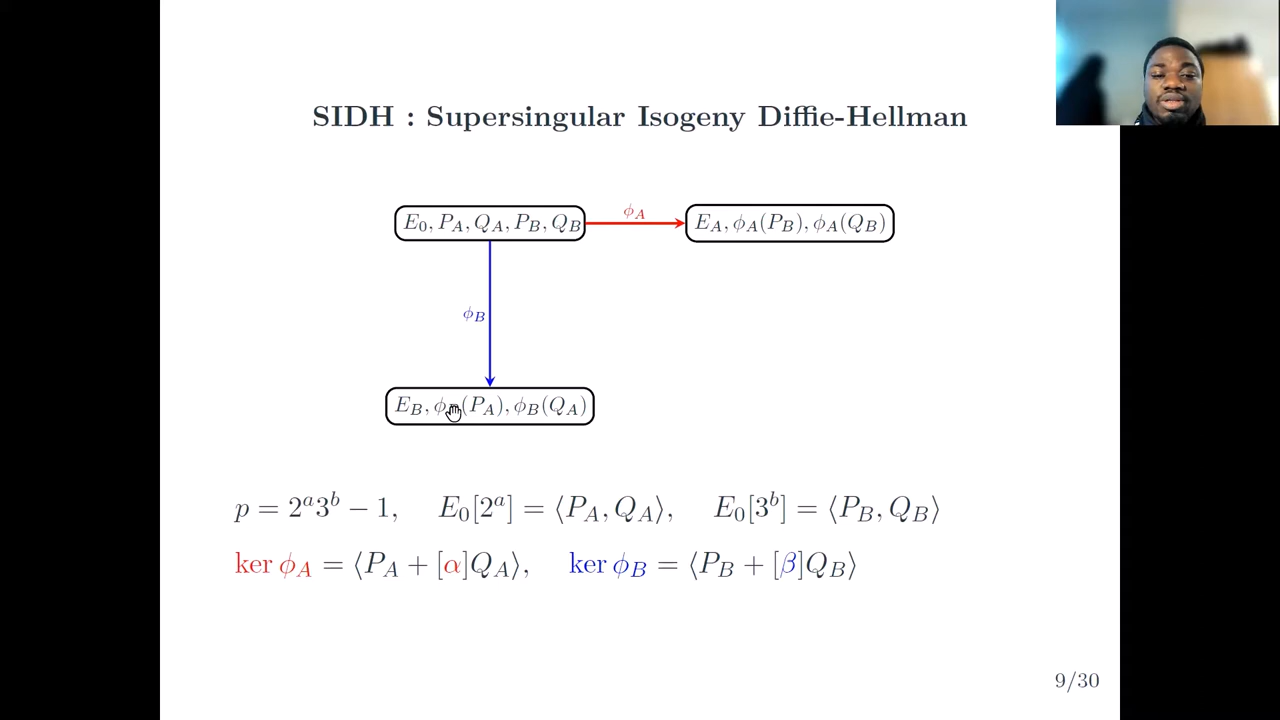 SIDH : Supersingular Isogeny Diffie-Hellman
E_0, P_A, Q_A, P_B, Q_B
ϕ_A
E_A, ϕ_A(P_B), ϕ_A(Q_B)
ϕ_B
E_B, ϕ_B(P_A), ϕ_B(Q_A)
p = 2^a3^b − 1, E_0[2^a] = ⟨P_A, Q_A⟩, E_0[3^b] = ⟨P_B, Q_B⟩
ker ϕ_A = ⟨P_A + [α]Q_A⟩, ker ϕ_B = ⟨P_B + [β]Q_B⟩
9/30